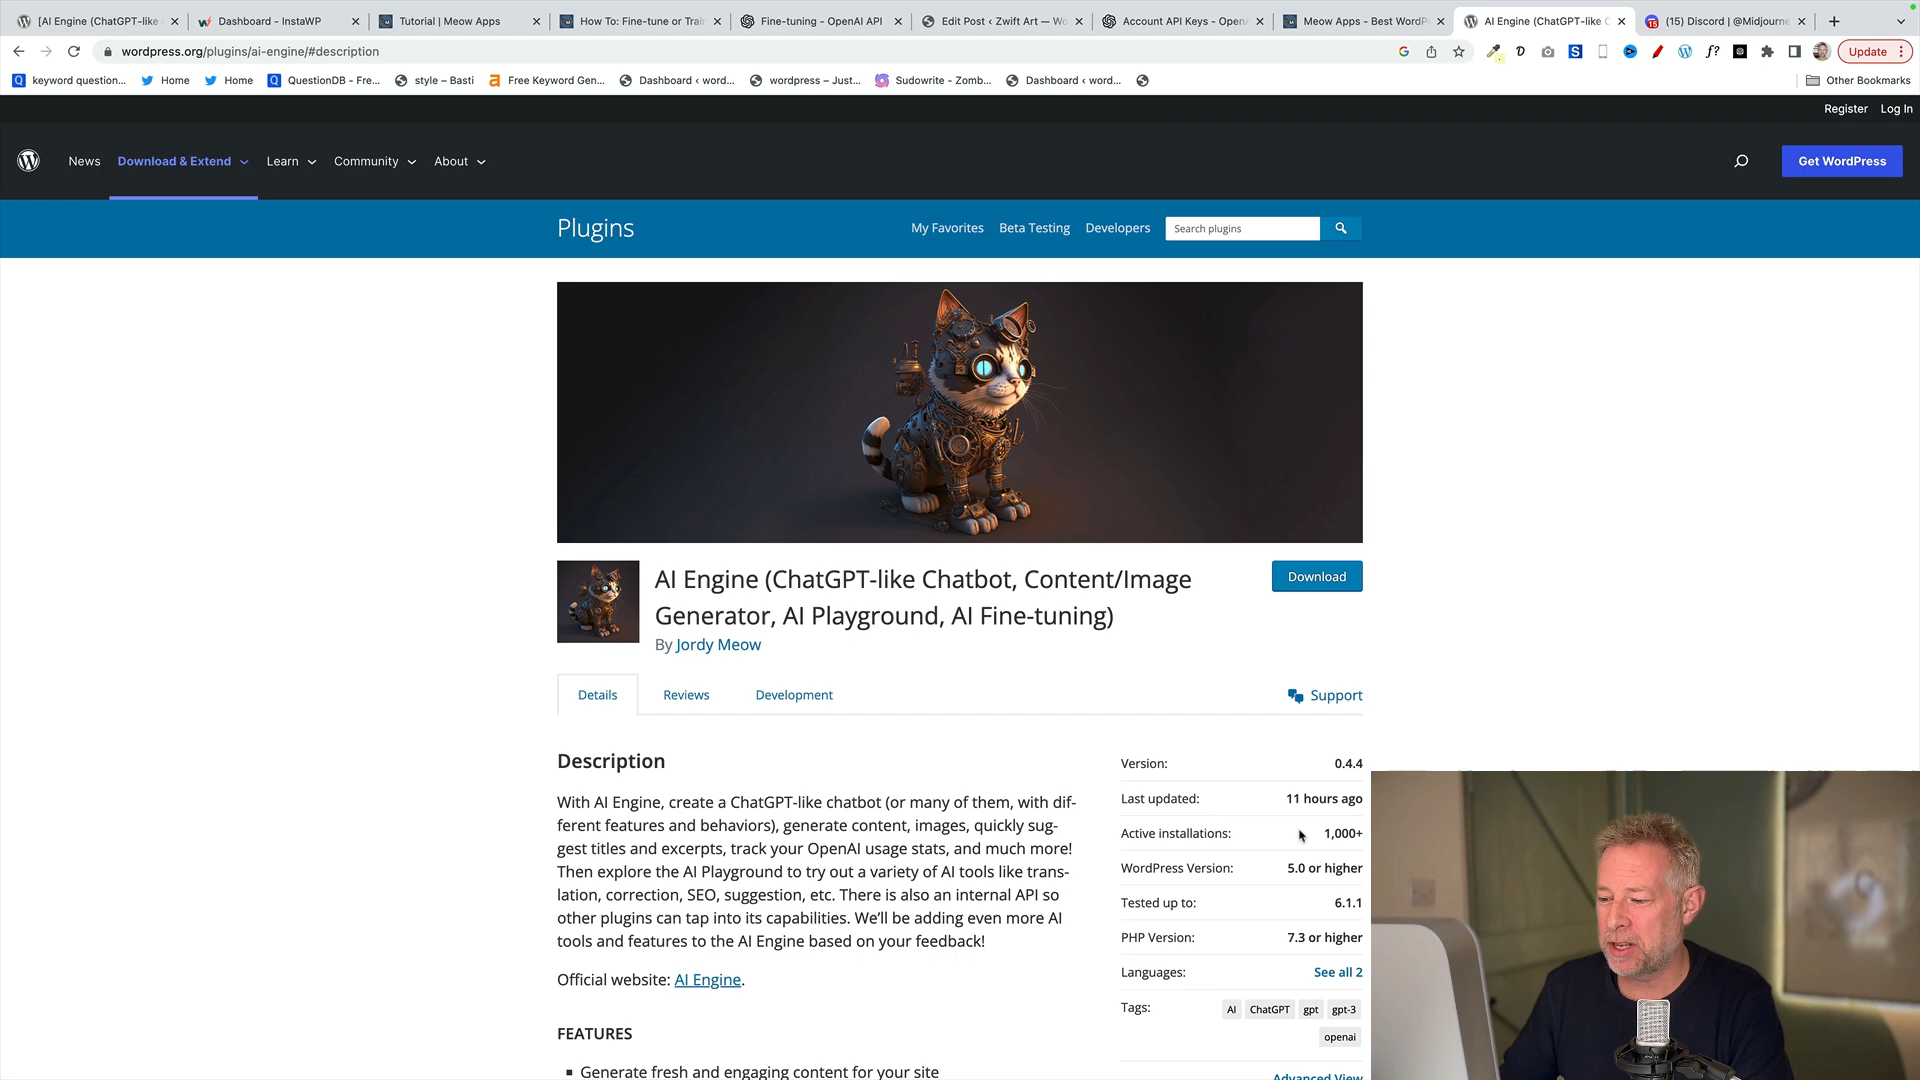 [AI Engine (ChatGPT-like
Dashboard - InstaWP
Tutorial | Meow Apps
How To: Fine-tune or Trai
Fine-tuning - OpenAI API
Edit Post ‹ Zwift Art — Wo
Account API Keys - Open
Meow Apps - Best WordP
AI Engine (ChatGPT-like C
(15) Discord | @Midjourne
wordpress.org/plugins/ai-engine/#description
Update
keyword question...
Home
Home
QuestionDB - Fre...
style – Basti
Free Keyword Gen...
Dashboard ‹ word...
wordpress – Just...
Sudowrite - Zomb...
Dashboard ‹ word...
Other Bookmarks
Register
Log In
News
Download & Extend
Learn
Community
About
Get WordPress
Plugins
My Favorites
Beta Testing
Developers
Search plugins
AI Engine (ChatGPT-like Chatbot, Content/Image
Generator, AI Playground, AI Fine-tuning)
By Jordy Meow
Download
Details
Reviews
Development
Support
Description
With AI Engine, create a ChatGPT-like chatbot (or many of them, with dif-
ferent features and behaviors), generate content, images, quickly sug-
gest titles and excerpts, track your OpenAI usage stats, and much more!
Then explore the AI Playground to try out a variety of AI tools like trans-
lation, correction, SEO, suggestion, etc. There is also an internal API so
other plugins can tap into its capabilities. We'll be adding even more AI
tools and features to the AI Engine based on your feedback!
Official website: AI Engine.
FEATURES
▪ Generate fresh and engaging content for your site
Version: 0.4.4
Last updated: 11 hours ago
Active installations: 1,000+
WordPress Version: 5.0 or higher
Tested up to: 6.1.1
PHP Version: 7.3 or higher
Languages: See all 2
Tags: AI ChatGPT gpt gpt-3
openai
Advanced View